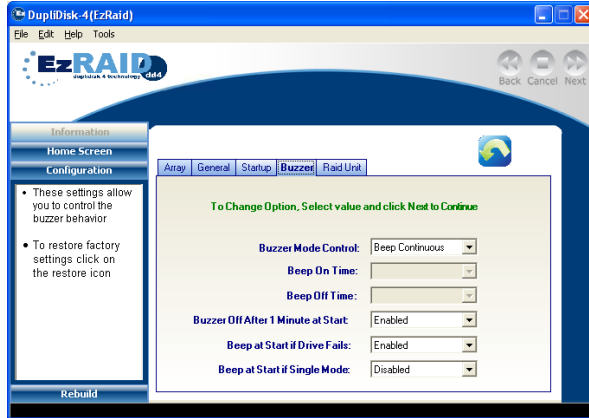 DupliDisk-4(EzRaid)
File Edit Help Tools
EzRAID
duplidisk 4 technology dd4
Back Cancel Next
Information
Home Screen
Configuration
• These settings allow
you to control the
buzzer behavior
• To restore factory
settings click on
the restore icon
Rebuild
Array General Startup Buzzer Raid Unit
To Change Option, Select value and click Next to Continue
Buzzer Mode Control: Beep Continuous
Beep On Time:
Beep Off Time:
Buzzer Off After 1 Minute at Start: Enabled
Beep at Start if Drive Fails: Enabled
Beep at Start if Single Mode: Disabled